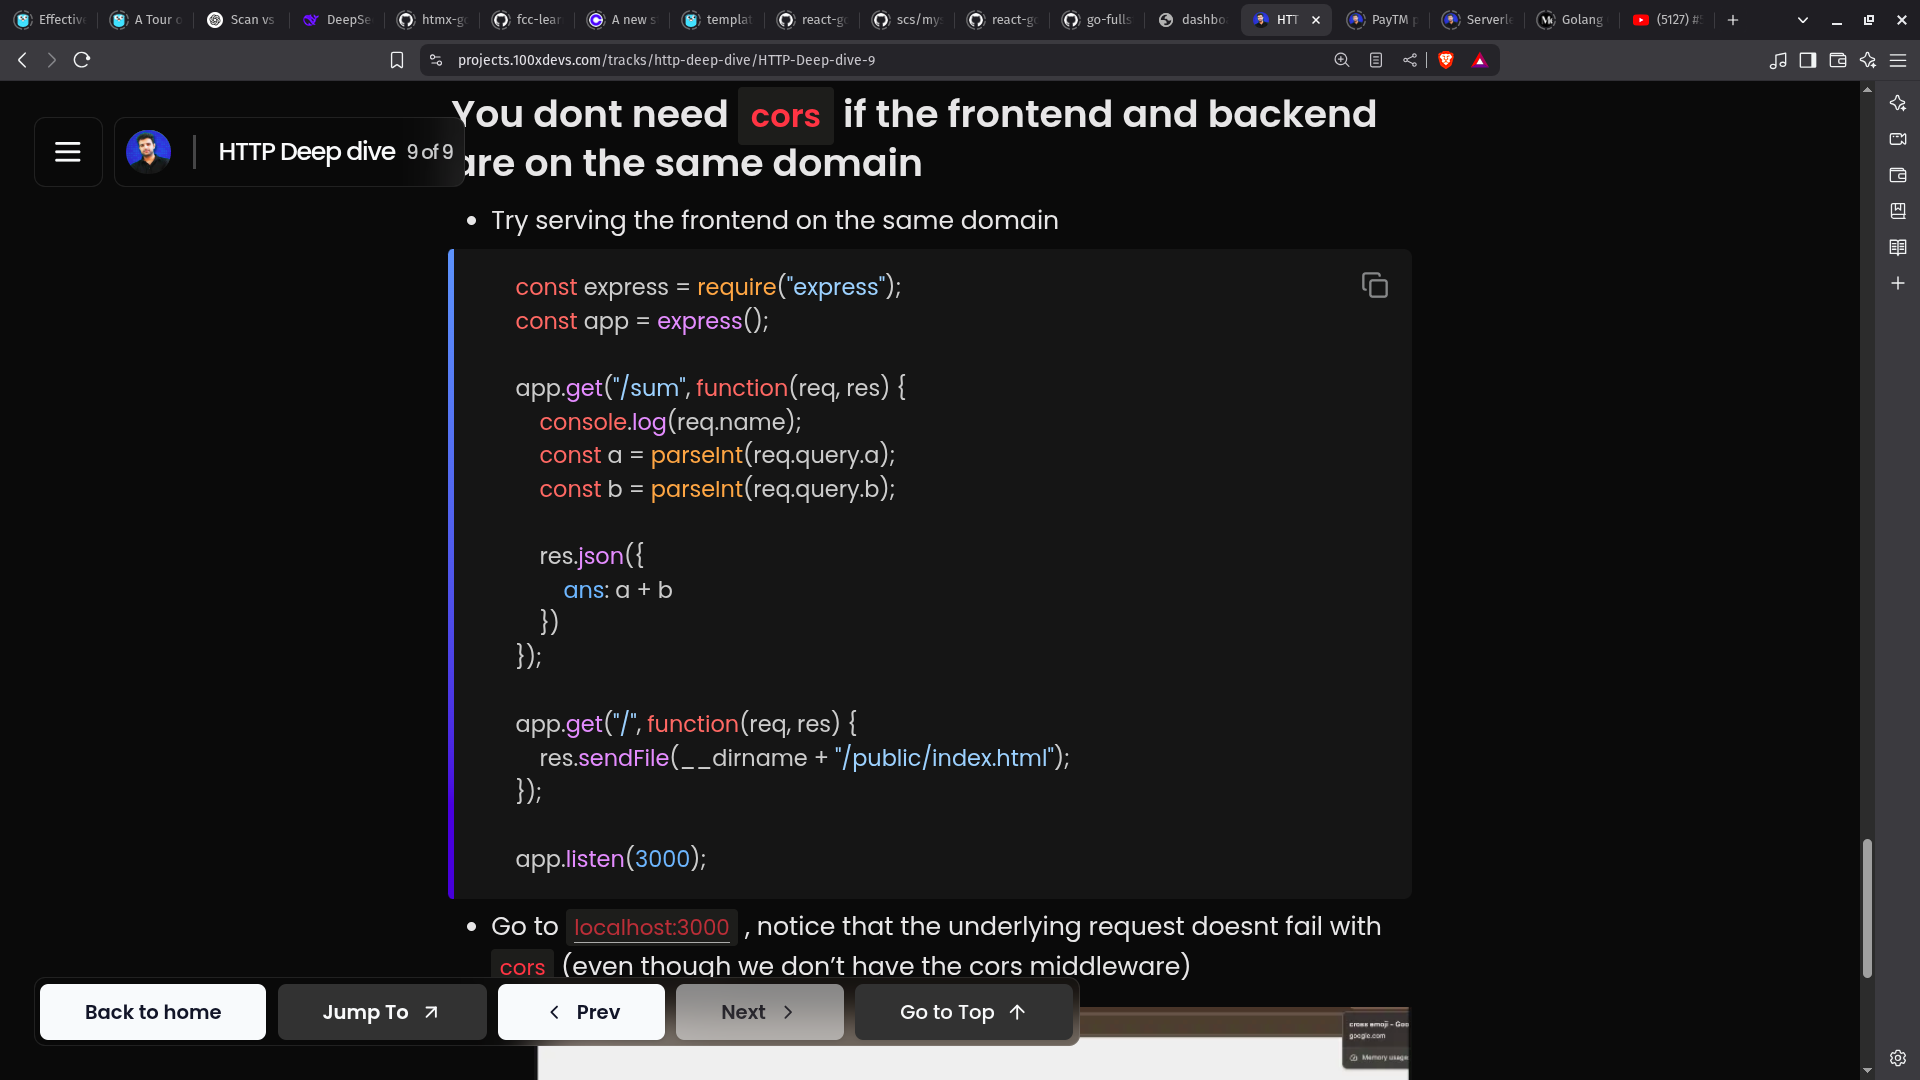 Effectiv
A Tour o
Scan vs
DeepSe
htmx-go
fcc-lear
A new s
templat
react-go
scs/mys
react-go
go-fulls
dashbo
HTT
PayTM p
Serverle
Golang
(5127) #
projects.100xdevs.com/tracks/http-deep-dive/HTTP-Deep-dive-9
HTTP Deep dive 9 of 9
You dont need cors if the frontend and backend
are on the same domain
Try serving the frontend on the same domain
const express = require("express");
const app = express();
app.get("/sum", function(req, res) {
console.log(req.name);
const a = parseInt(req.query.a);
const b = parseInt(req.query.b);
res.json({
ans: a + b
})
});
app.get("/", function(req, res) {
res.sendFile(__dirname + "/public/index.html");
});
app.listen(3000);
Go to localhost:3000 , notice that the underlying request doesnt fail with
cors (even though we don’t have the cors middleware)
Back to home
Jump To
Prev
Next
Go to Top
cross emoji - Goo
google.com
Memory usage